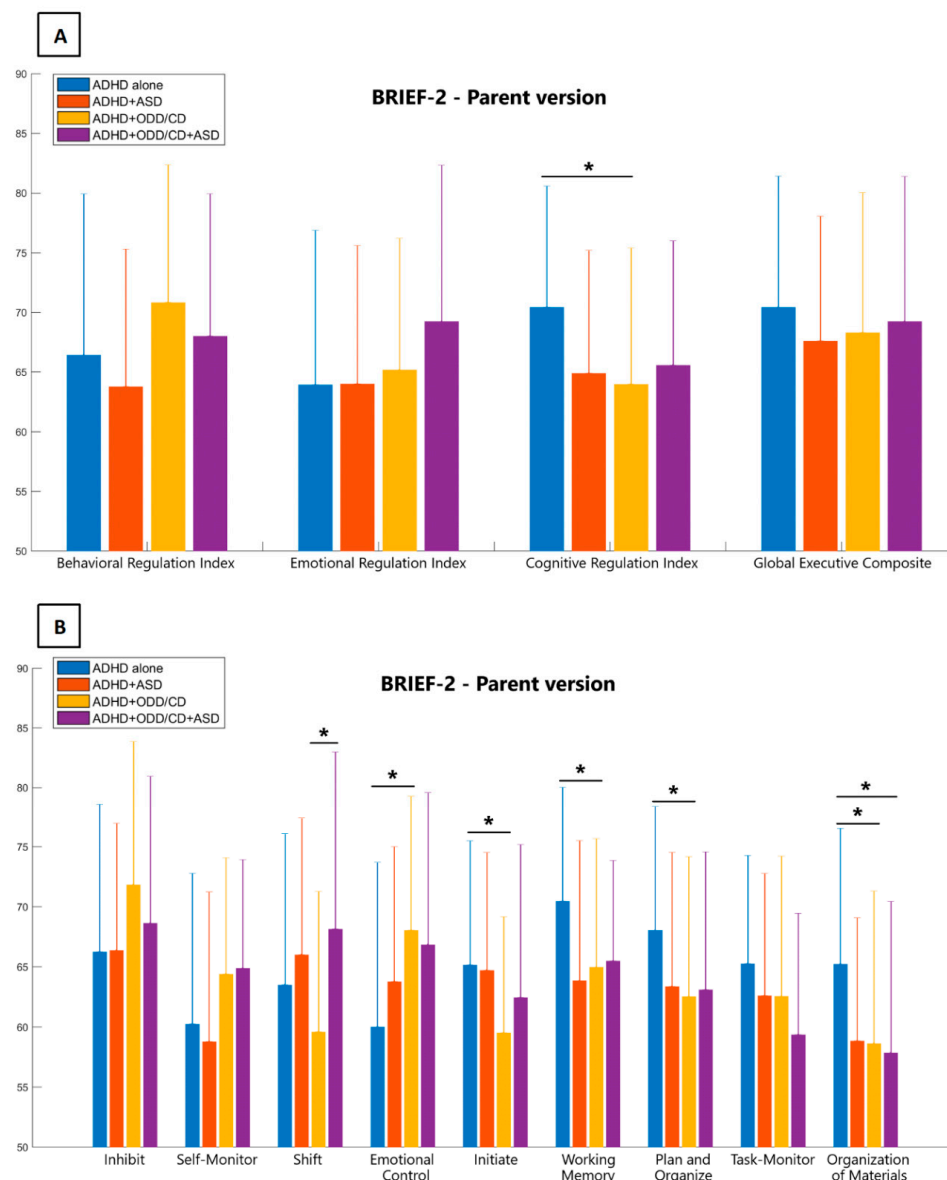 A
90
85
80
75
70
65
60
55
50
ADHD alone
ADHD+ASD
ADHD+ODD/CD
ADHD+ODD/CD+ASD
BRIEF-2 - Parent version
*
Behavioral Regulation Index
Emotional Regulation Index
Cognitive Regulation Index
Global Executive Composite
B
90
85
80
75
70
65
60
55
50
ADHD alone
ADHD+ASD
ADHD+ODD/CD
ADHD+ODD/CD+ASD
BRIEF-2 - Parent version
*
*
*
*
*
*
*
Inhibit
Self-Monitor
Shift
Emotional
Control
Initiate
Working
Memory
Plan and
Organize
Task-Monitor
Organization
of Materials